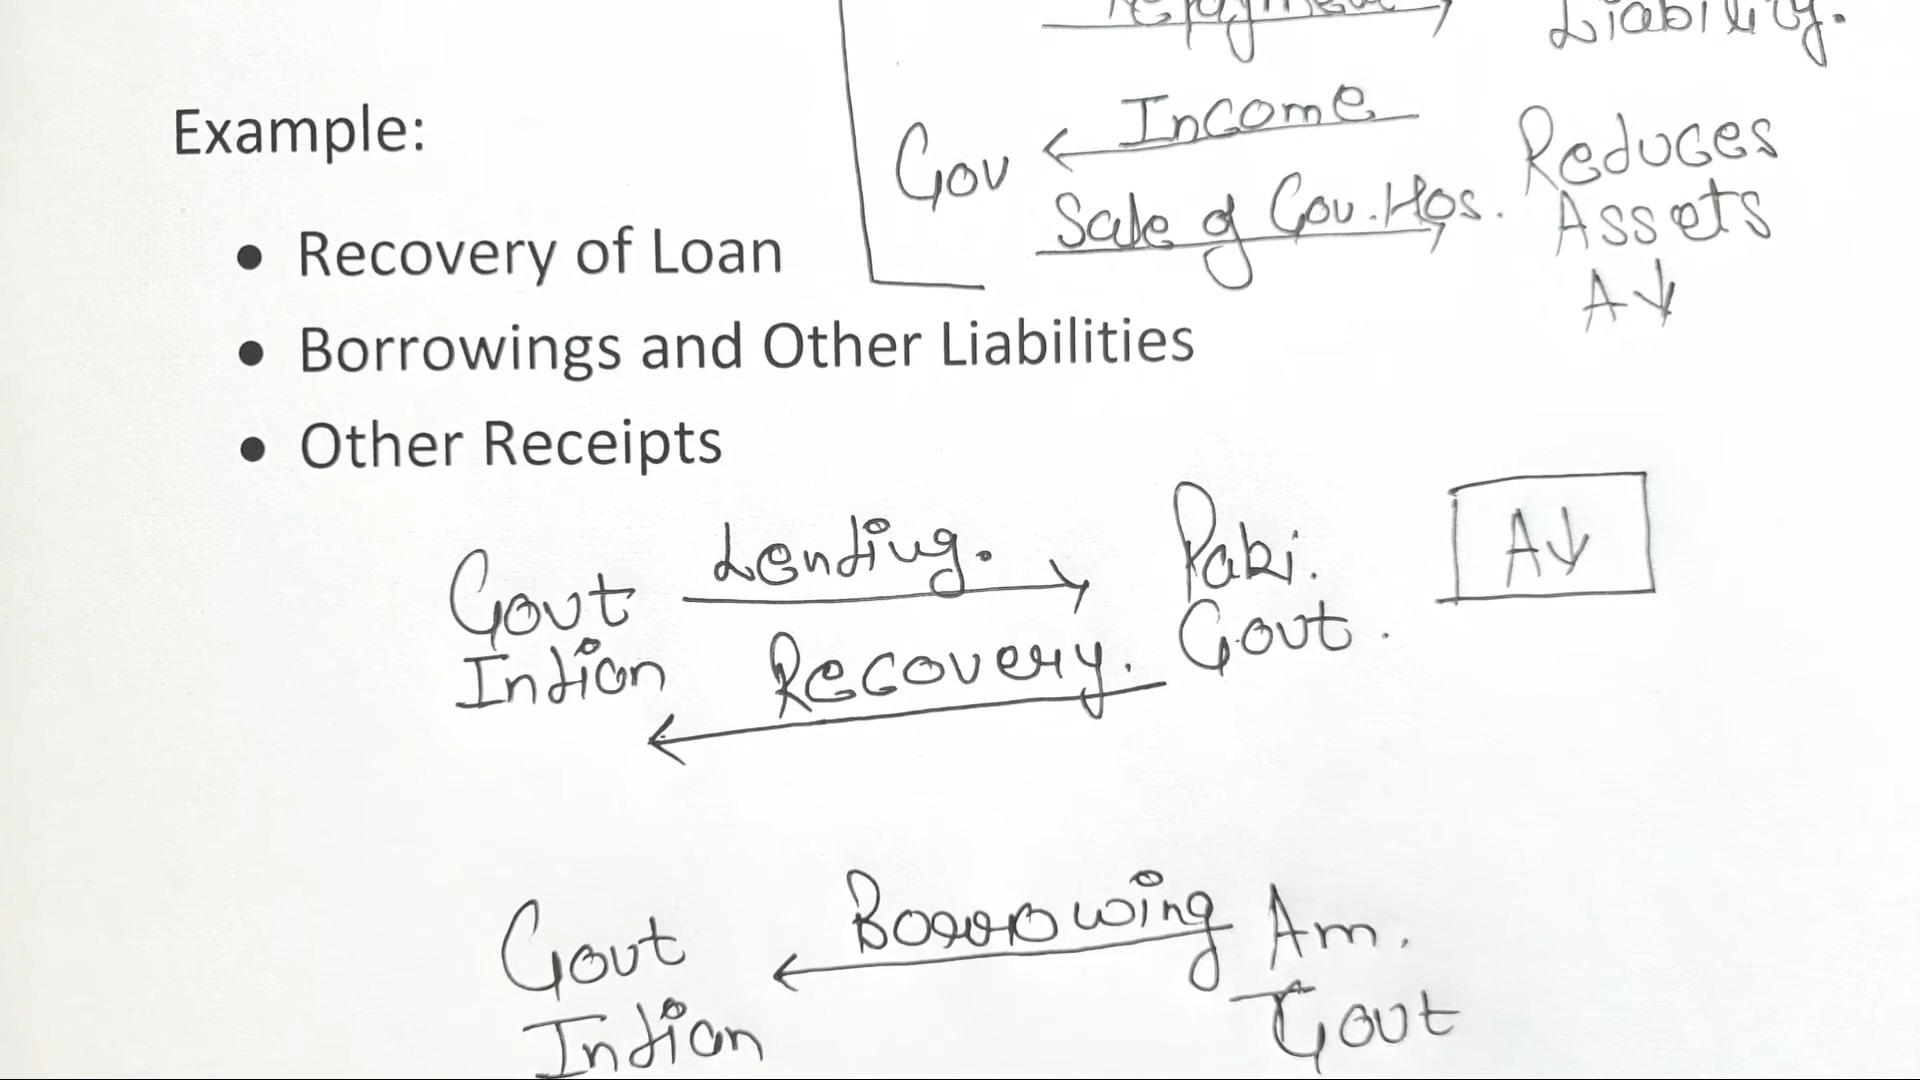 repayment
Liability.
Income
Gov
Sale of Gov. Hos.
Reduces
Assets
A↓
Example:
• Recovery of Loan
• Borrowings and Other Liabilities
• Other Receipts
Govt
Indian
Lending.
Recovery.
Paki.
Govt.
A↓
Govt
Indian
Borrowing
Am.
Govt